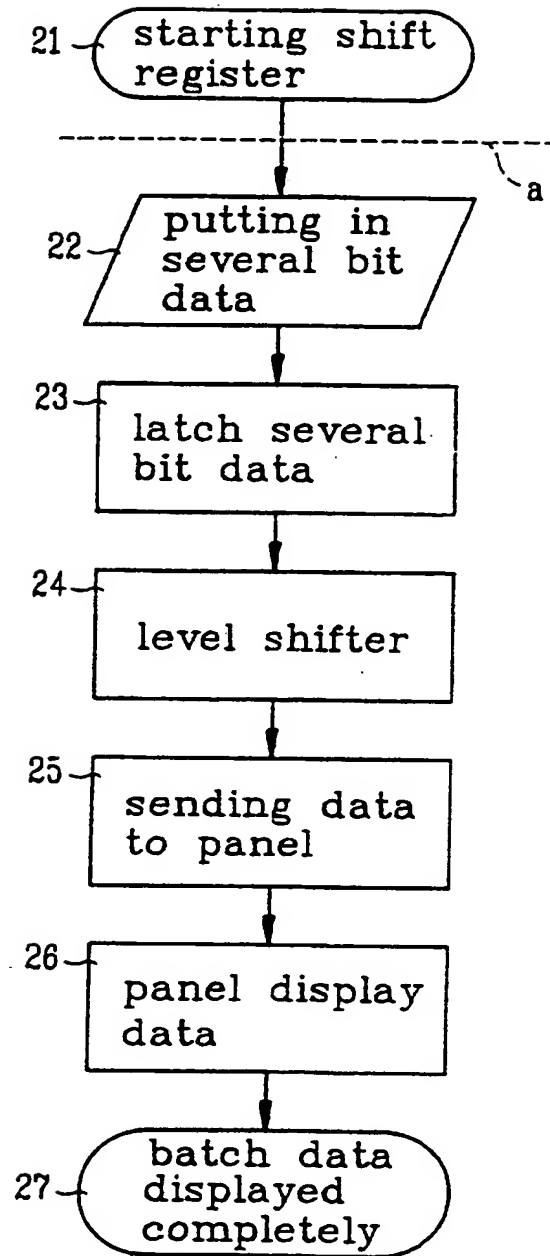 21
starting shift
register
a
22
putting in
several bit
data
23
latch several
bit data
24
level shifter
25
sending data
to panel
26
panel display
data
27
batch data
displayed
completely